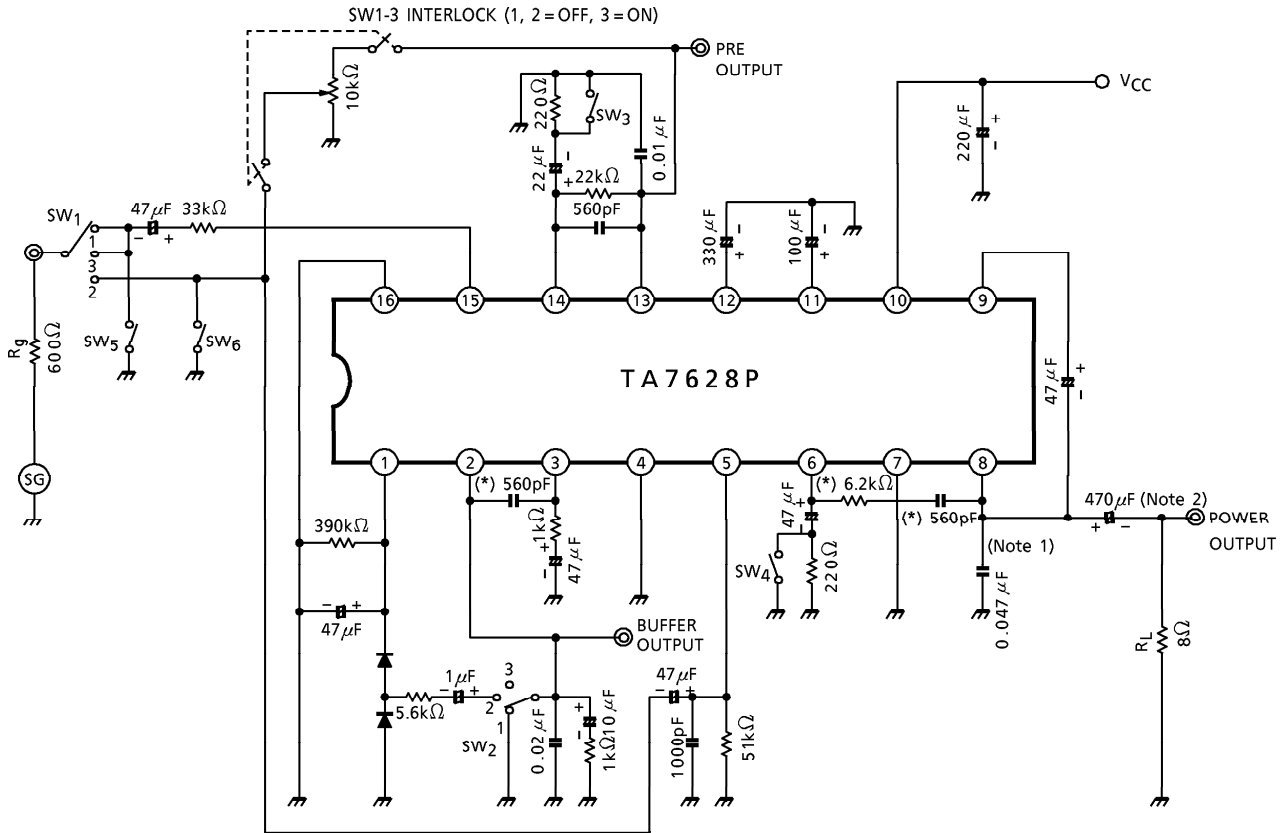 SW1-3 INTERLOCK (1, 2 = OFF, 3 = ON)
PRE
OUTPUT
VCC
10kΩ
220Ω
SW3
22μF
-
+
22kΩ
560pF
0.01μF
220μF
+
-
SW1
1
3
2
47μF
-
+
33kΩ
SW5
SW6
Rg
600Ω
SG
330μF
-
+
100μF
-
+
47μF
+
-
16
15
14
13
12
11
10
9
TA7628P
1
2
3
4
5
6
7
8
(*) 560pF
1kΩ
+
-
47μF
390kΩ
-
+
47μF
47μF
+
-
(*) 6.2kΩ
(*) 560pF
SW4
220Ω
(Note 1)
0.047μF
470μF (Note 2)
+
-
POWER
OUTPUT
RL
8Ω
BUFFER
OUTPUT
5.6kΩ
1μF
-
+
3
2
1
SW2
0.02μF
+
-
10μF
1kΩ
47μF
-
+
1000pF
51kΩ